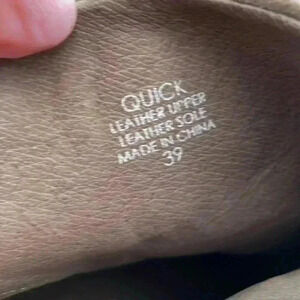 QUICK
LEATHER UPPER
LEATHER SOLE
MADE IN CHINA
39